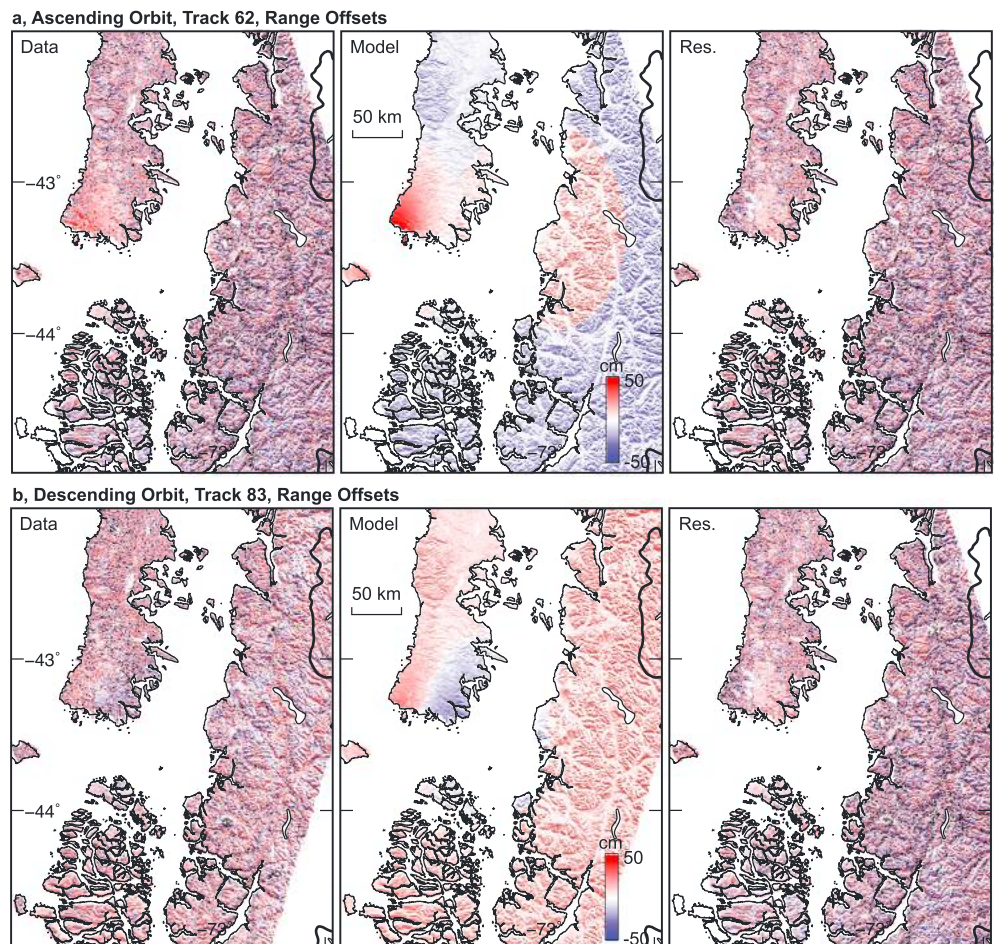 a, Ascending Orbit, Track 62, Range Offsets
Data
Model
Res.
50 km
−43°
−44°
cm
50
-50
−73
−73
−73
b, Descending Orbit, Track 83, Range Offsets
Data
Model
Res.
50 km
−43°
−44°
cm
50
-50
−73
−73
−73